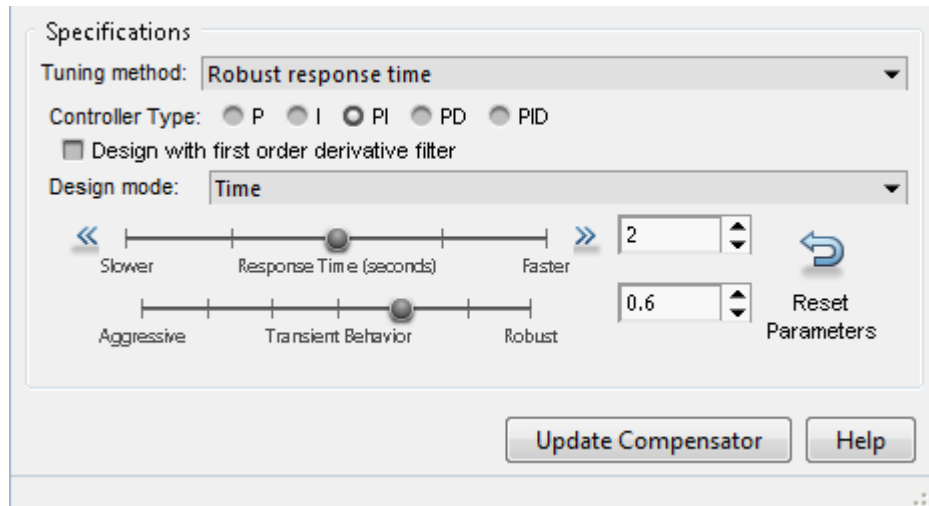 Specifications
Tuning method: Robust response time
Controller Type: P I PI PD PID
Design with first order derivative filter
Design mode: Time
2
Slower Response Time (seconds) Faster
0.6
Aggressive Transient Behavior Robust
Reset
Parameters
Update Compensator Help